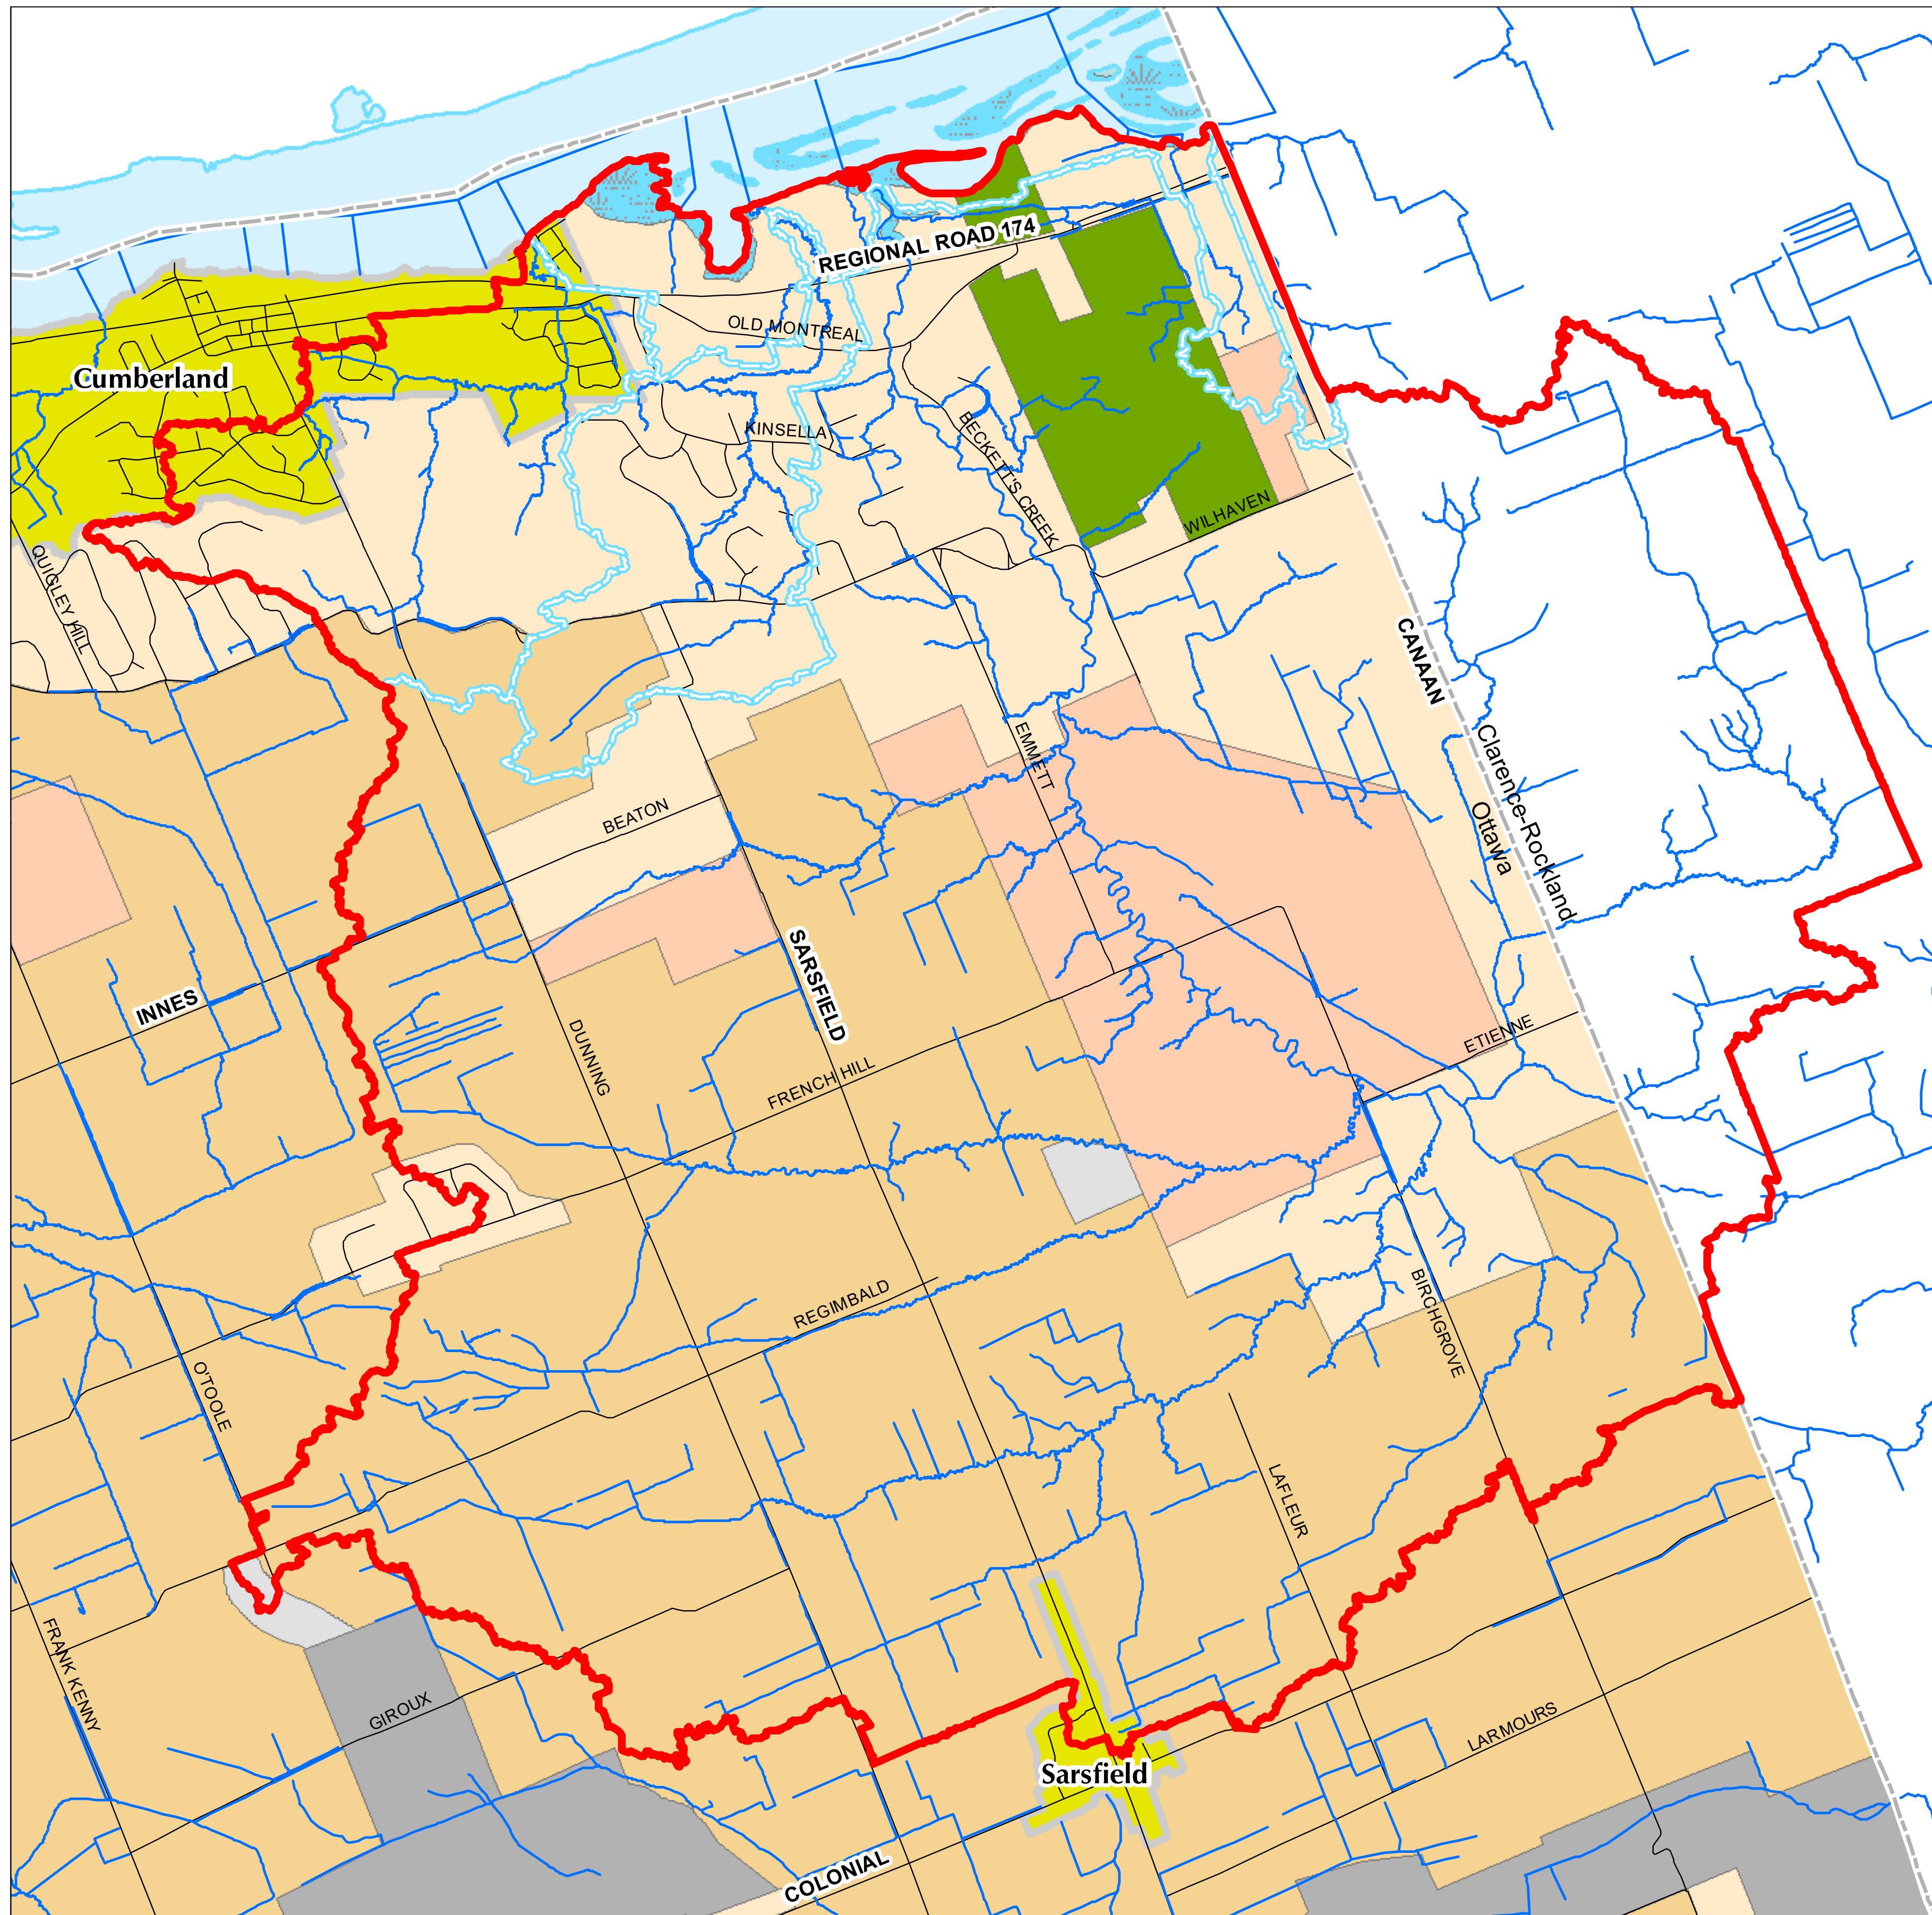 REGIONAL ROAD 174
OLD MONTREAL
Cumberland
KINSELLA
BECKETT'S CREEK
WILHAVEN
QUIGLEY HILL
CANAAN
Clarence-Rockland
Ottawa
EMMETT
BEATON
SARSFIELD
INNES
DUNNING
ETIENNE
FRENCH HILL
REGIMBALD
BIRCHGROVE
O'TOOLE
LAFLEUR
FRANK KENNY
GIROUX
LARMOURS
Sarsfield
COLONIAL